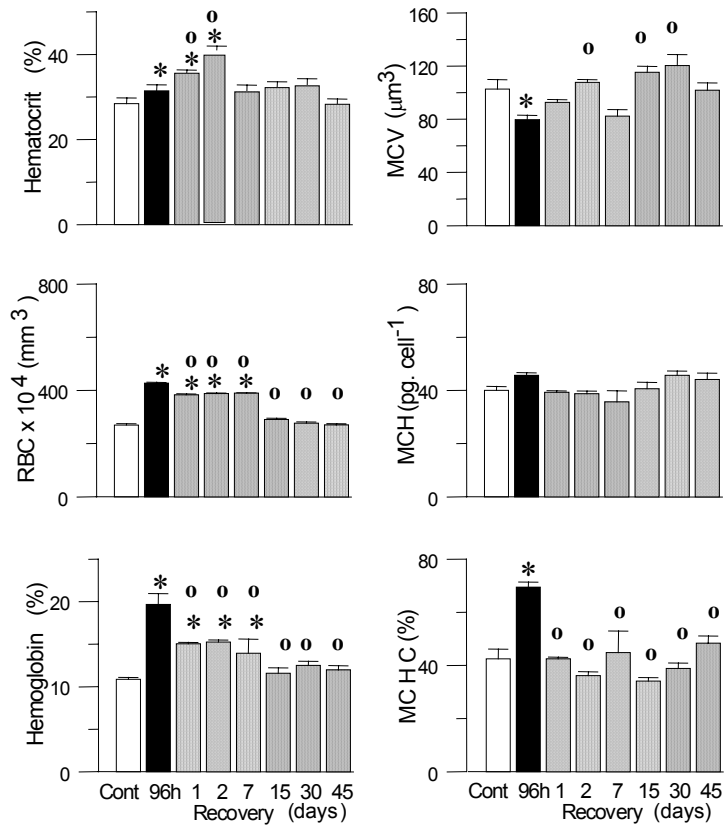 Hematocrit (%)
40
20
0
o
o *
* *
MCV (μm3)
160
120
80
40
0
*
o
o
o
RBC x 10 4 (mm 3)
800
400
0
*
o o o
* * *
o o o
MCH (pg. cell-1)
80
40
0
Hemoglobin (%)
20
10
0
*
o o o
* * *
o o o
MC H C (%)
80
40
0
*
o o o o o o
Cont 96h 1 2 7 15 30 45
Recovery (days)
Cont 96h 1 2 7 15 30 45
Recovery (days)